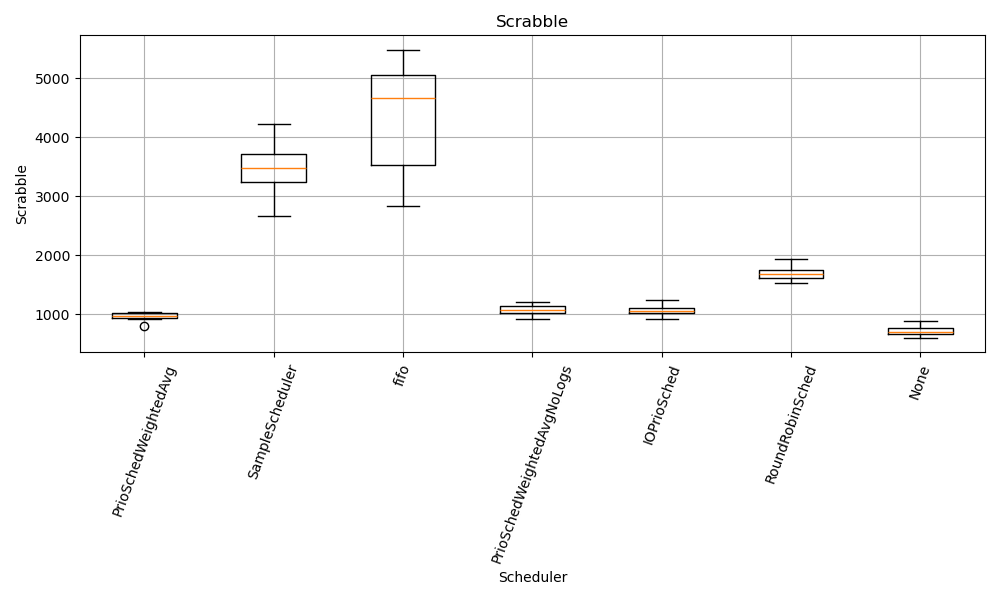 Scrabble
Scrabble
5000
4000
3000
2000
1000
PrioSchedWeightedAvg
SampleScheduler
fifo
PrioSchedWeightedAvgNoLogs
IOPrioSched
RoundRobinSched
None
Scheduler